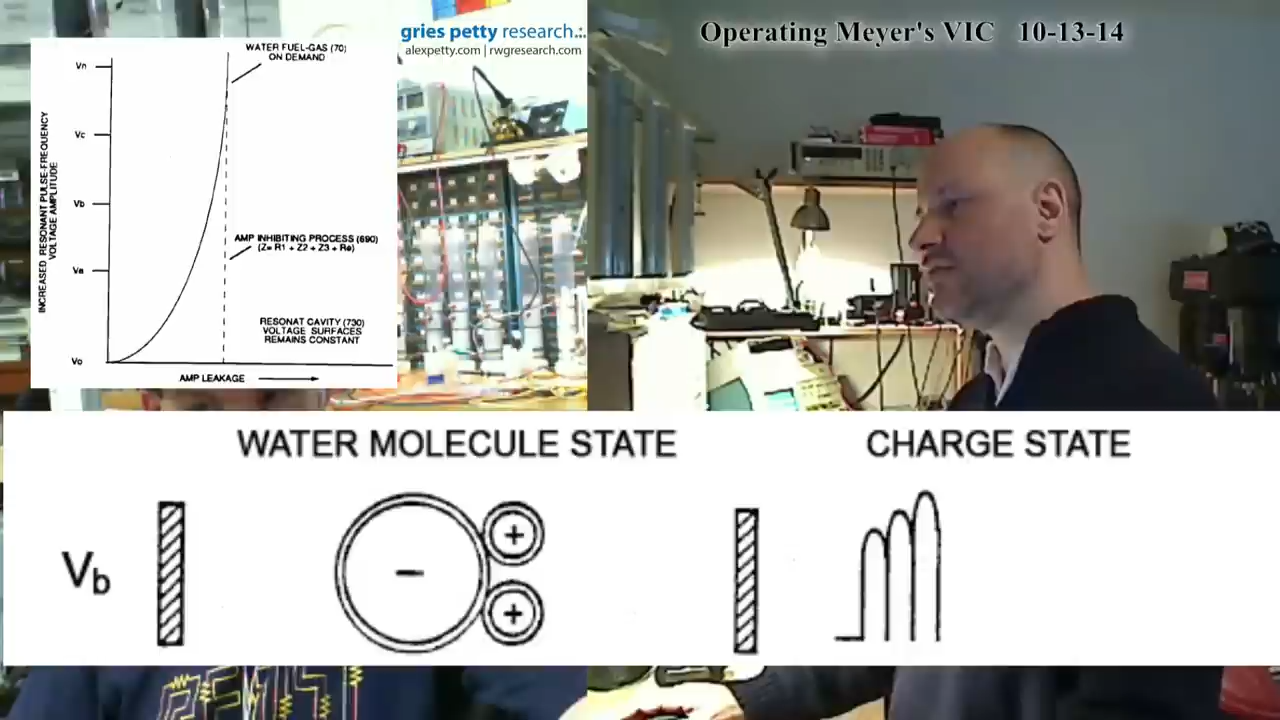 gries petty research.:.
alexpetty.com | rwgresearch.com
Operating Meyer's VIC 10-13-14
WATER FUEL-GAS (70)
ON DEMAND
Vn
Vc
Vb
Va
Vo
INCREASED RESONANT PULSE-FREQUENCY
VOLTAGE AMPLITUDE
AMP INHIBITING PROCESS (690)
(Z= R1 + Z2 + Z3 + Re)
RESONAT CAVITY (730)
VOLTAGE SURFACES
REMAINS CONSTANT
AMP LEAKAGE
WATER MOLECULE STATE
CHARGE STATE
Vb
−
+
+